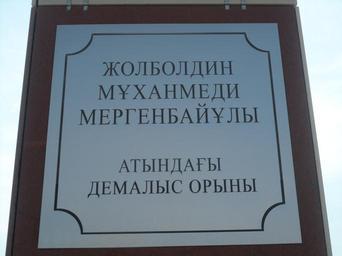 ЖОЛБОЛДИН
МҰХАНМЕДИ
МЕРГЕНБАЙҰЛЫ
АТЫНДАҒЫ
ДЕМАЛЫС ОРЫНЫ